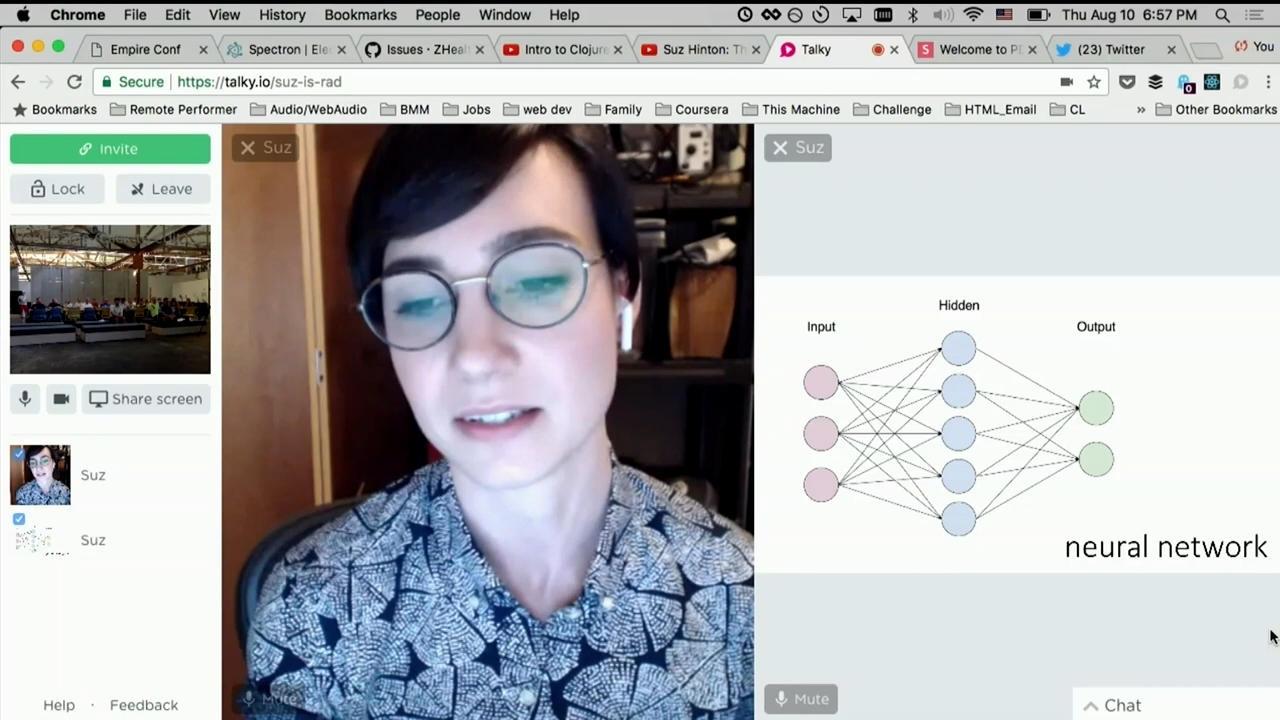 Chrome File Edit View History Bookmarks People Window Help Thu Aug 10 6:57 PM
Empire Conf Spectron | Ele Issues · ZHeal Intro to Clojure Suz Hinton: Th Talky Welcome to P (23) Twitter You
Secure https://talky.io/suz-is-rad 0
Bookmarks Remote Performer Audio/WebAudio BMM Jobs web dev Family Coursera This Machine Challenge HTML_Email CL » Other Bookmarks
Invite
Lock Leave
Share screen
Suz
Suz
Help · Feedback
Suz
Mute
Suz
Hidden
Input Output
neural network
Mute
Chat